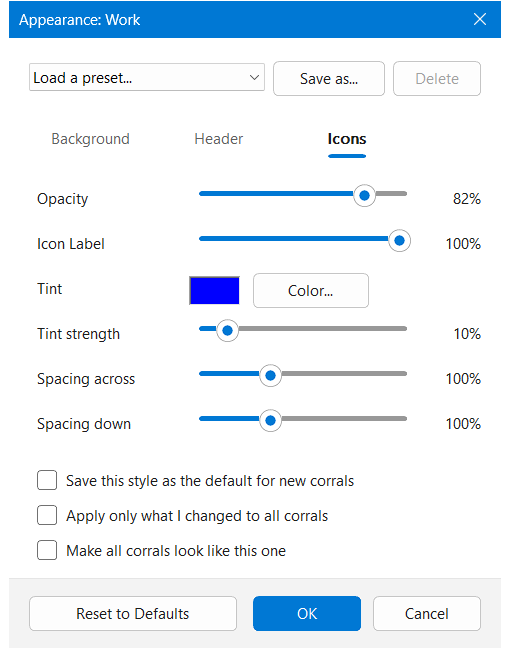 Appearance: Work
Load a preset...
Save as...
Delete
Background
Header
Icons
Opacity
82%
Icon Label
100%
Tint
Color...
Tint strength
10%
Spacing across
100%
Spacing down
100%
Save this style as the default for new corrals
Apply only what I changed to all corrals
Make all corrals look like this one
Reset to Defaults
OK
Cancel